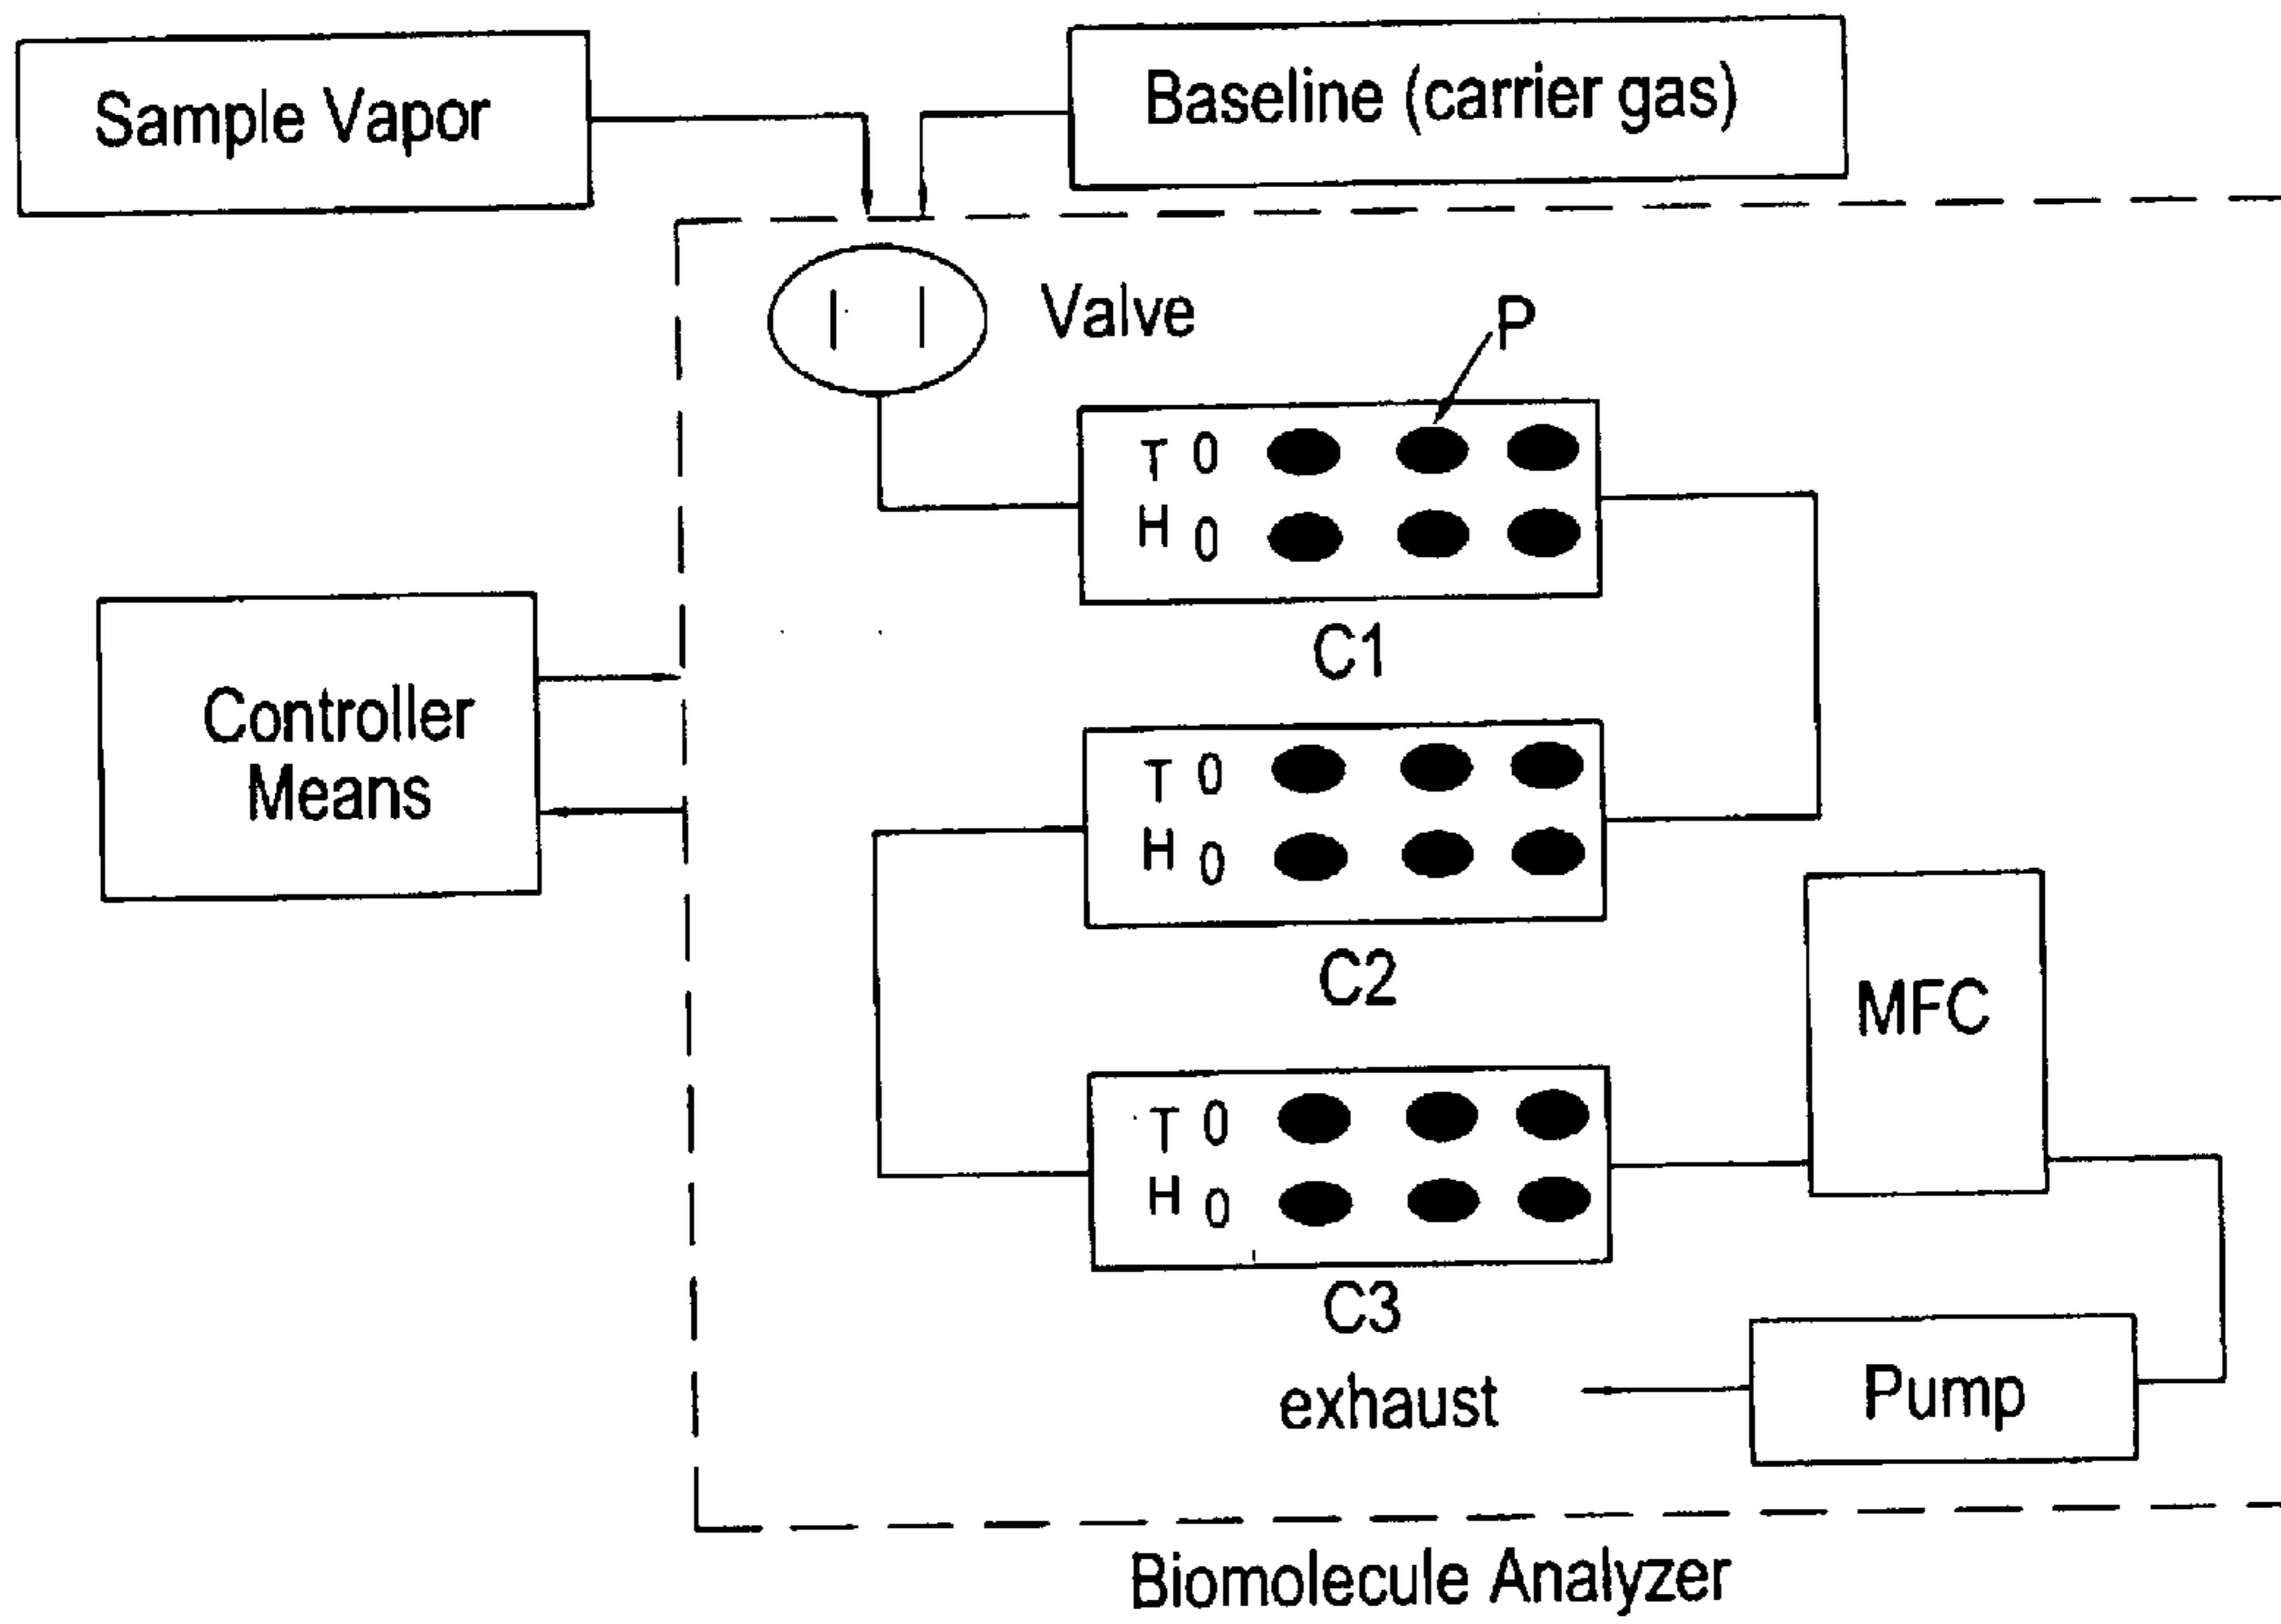 Sample Vapor
Baseline (carrier gas)
Valve
P
T 0
H 0
C1
Controller
Means
T 0
H 0
C2
MFC
T 0
H 0
C3
exhaust
Pump
Biomolecule Analyzer